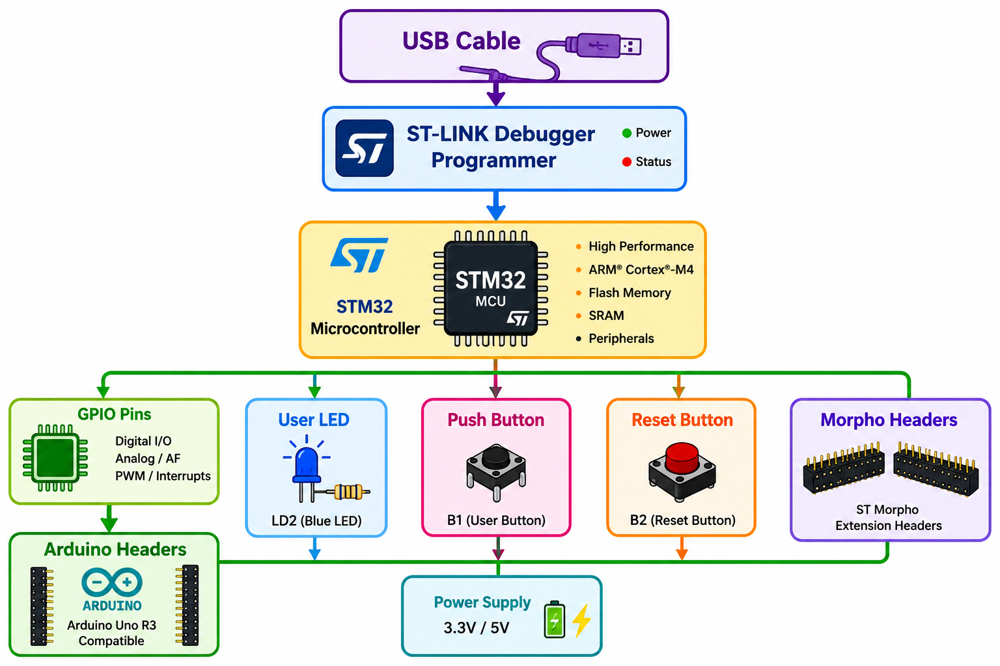 USB Cable
ST-LINK Debugger
Programmer
Power
Status
ST
STM32
Microcontroller
STM32
MCU
ST
High Performance
ARM® Cortex®-M4
Flash Memory
SRAM
Peripherals
GPIO Pins
Digital I/O
Analog / AF
PWM / Interrupts
User LED
LD2 (Blue LED)
Push Button
B1 (User Button)
Reset Button
B2 (Reset Button)
Morpho Headers
ST Morpho
Extension Headers
Arduino Headers
ARDUINO
Arduino Uno R3
Compatible
Power Supply
3.3V / 5V